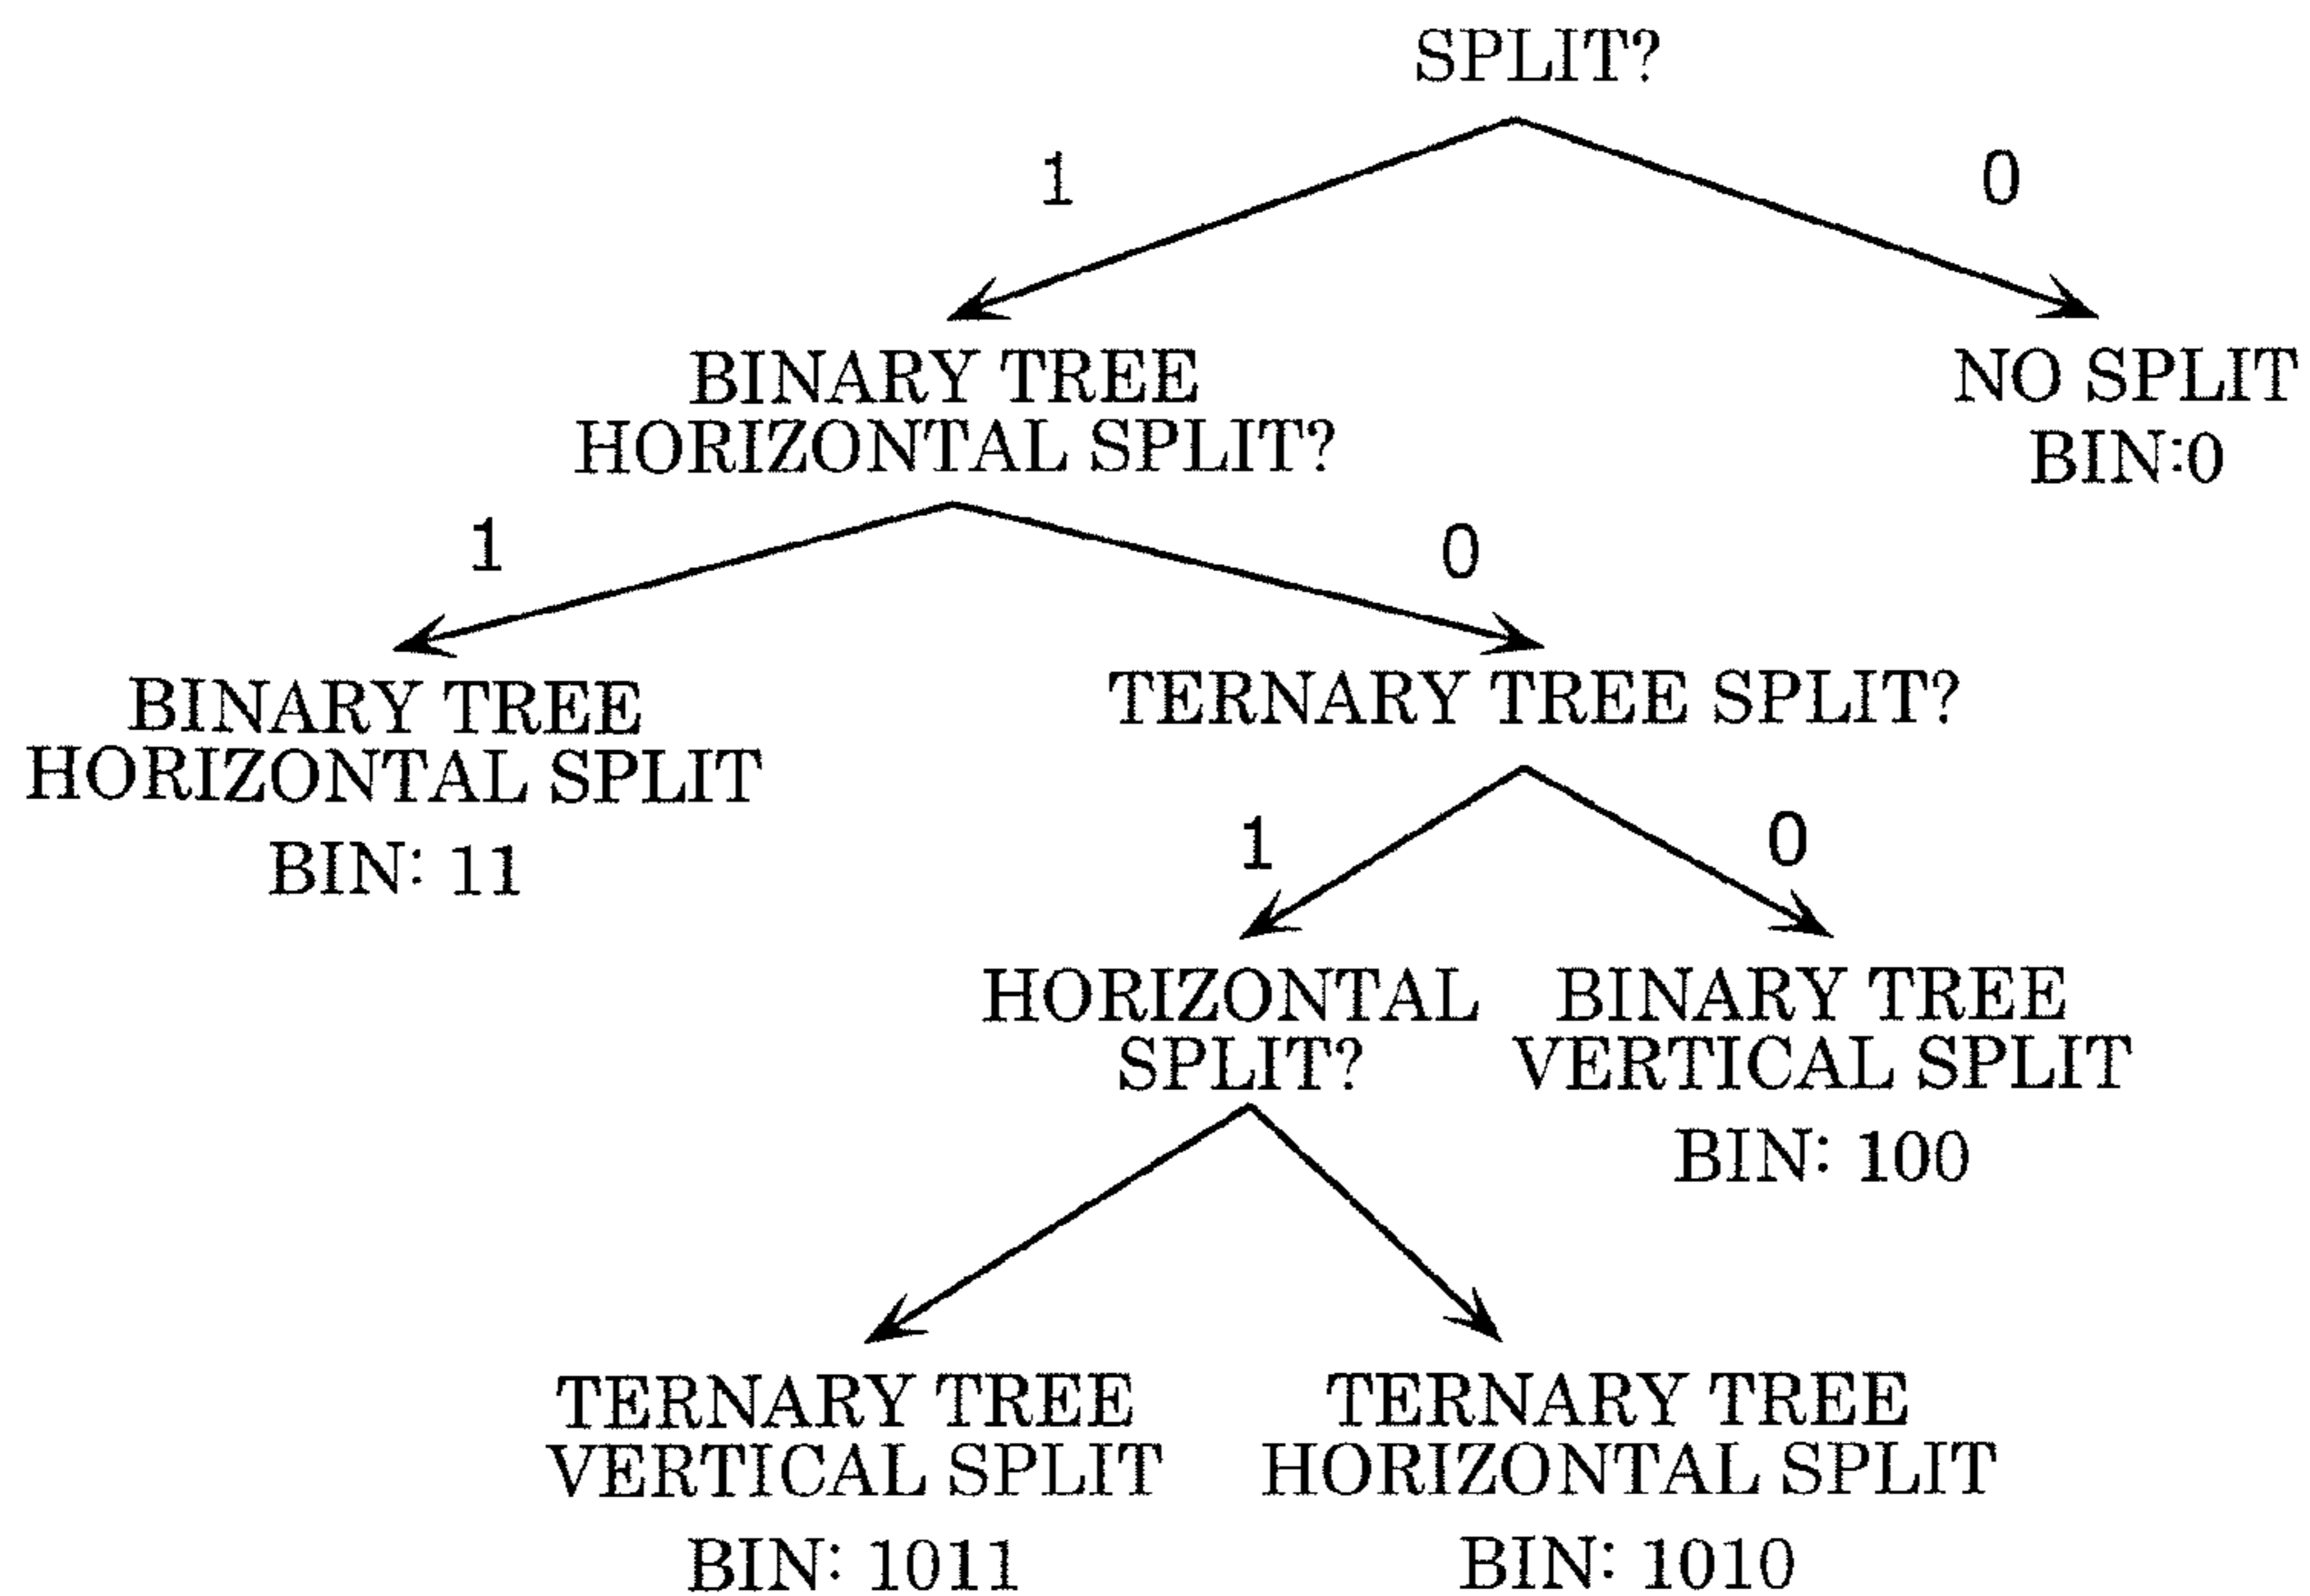 SPLIT?
1
0
BINARY TREE
HORIZONTAL SPLIT?
NO SPLIT
BIN:0
1
0
BINARY TREE
HORIZONTAL SPLIT
BIN: 11
TERNARY TREE SPLIT?
1
0
HORIZONTAL
SPLIT?
BINARY TREE
VERTICAL SPLIT
BIN: 100
TERNARY TREE
VERTICAL SPLIT
BIN: 1011
TERNARY TREE
HORIZONTAL SPLIT
BIN: 1010